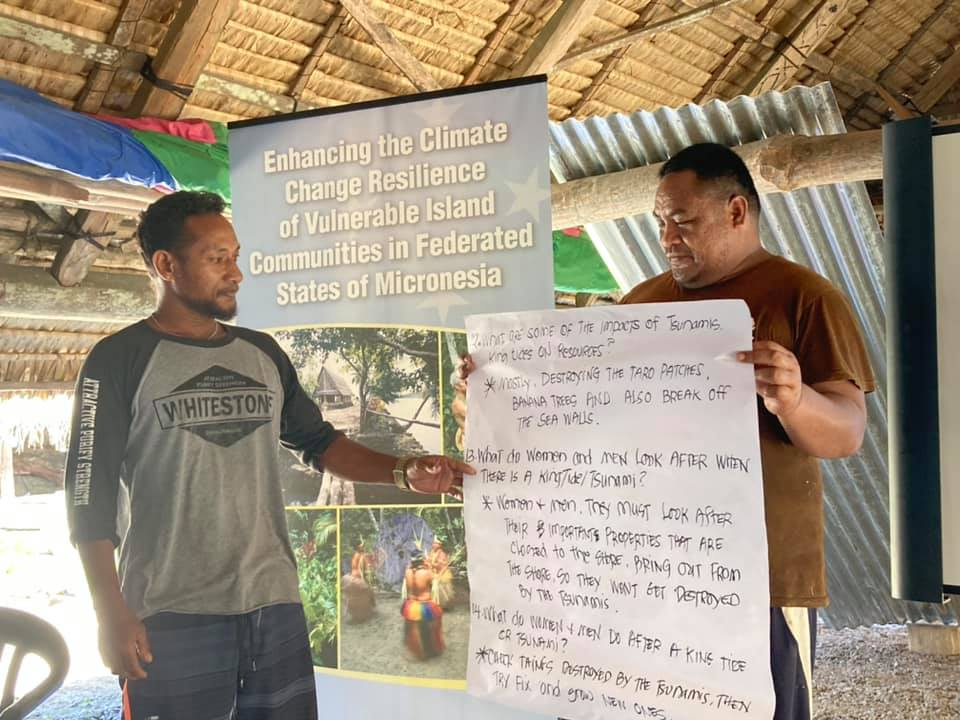 Enhancing the Climate
Change Resilience
of Vulnerable Island
Communities in Federated
States of Micronesia
ATTRACTIVE PURIFY STRENGTH
WHITESTONE
2. WHAT ARE SOME OF THE IMPACTS OF TSUNAMIS,
KING TIDES ON RESOURCES?
* MOSTLY, DESTROYING THE TARO PATCHES,
BANANA TREES AND ALSO BREAK OFF
THE SEA WALLS.
13. WHAT DO WOMEN and MEN LOOK AFTER WHEN
THERE IS A KING TIDE/TSUNAMI?
* WOMEN + MEN, THEY MUST LOOK AFTER
THEIR IMPORTANTS PROPERTIES THAT ARE
CLOOZED to the SHORE, BRING OUT FROM
THE SHORE, SO THEY WONT GET DESTROYED
BY THE TSUNAMIS.
14. WHAT do WOMEN + MEN DO AFTER A KING TIDE
OR TSUNAMI?
* CHECK THINGS DESTROYED BY THE TSUNAMIS, THEN
TRY FIX and GROW NEW ONES.